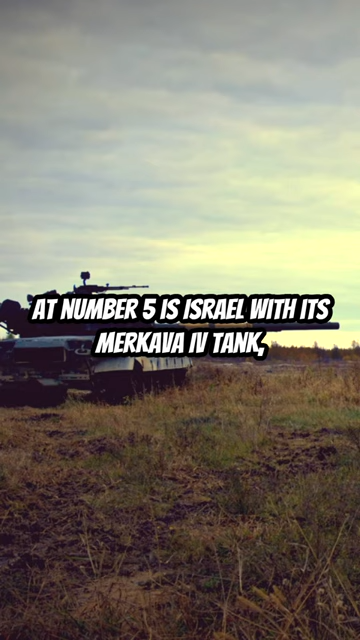 AT NUMBER 5 IS ISRAEL WITH ITS
MERKAVA IV TANK,